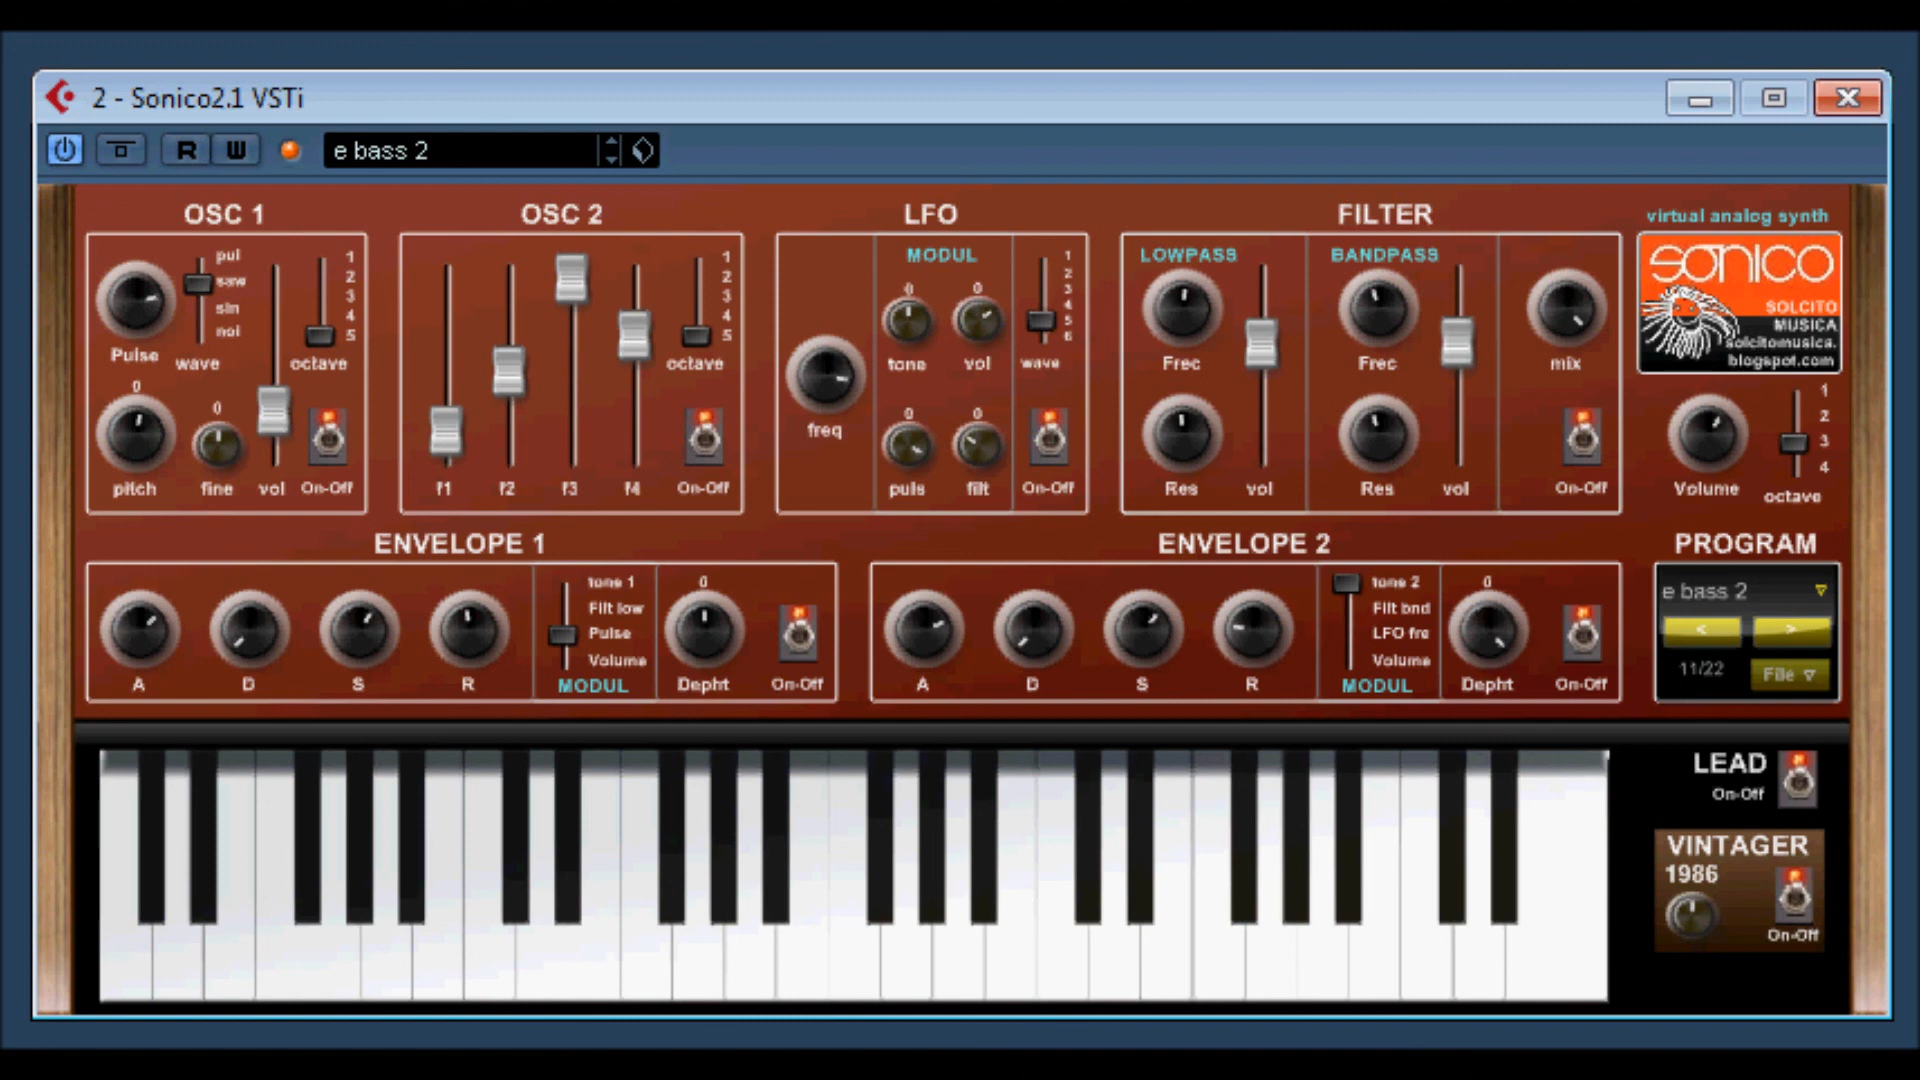 2 - Sonico2.1 VSTi
R W e bass 2
OSC 1
pul
saw
sin
noi
1
2
3
4
5
Pulse
wave
octave
0
0
pitch
fine
vol
On-Off
OSC 2
1
2
3
4
5
octave
f1
f2
f3
f4
On-Off
LFO
MODUL
0
0
tone
vol
1
2
3
4
5
6
wave
freq
0
0
puls
filt
On-Off
FILTER
LOWPASS
BANDPASS
Frec
Frec
mix
Res
vol
Res
vol
On-Off
virtual analog synth
sonico
SOLCITO
MUSICA
solcitomusica.
blogspot.com
1
2
3
4
Volume
octave
ENVELOPE 1
tone 1
Filt low
Pulse
Volume
0
A
D
S
R
MODUL
Depht
On-Off
ENVELOPE 2
tone 2
Filt bnd
LFO fre
Volume
0
A
D
S
R
MODUL
Depht
On-Off
PROGRAM
e bass 2
< >
11/22
File
LEAD
On-Off
VINTAGER
1986
On-Off